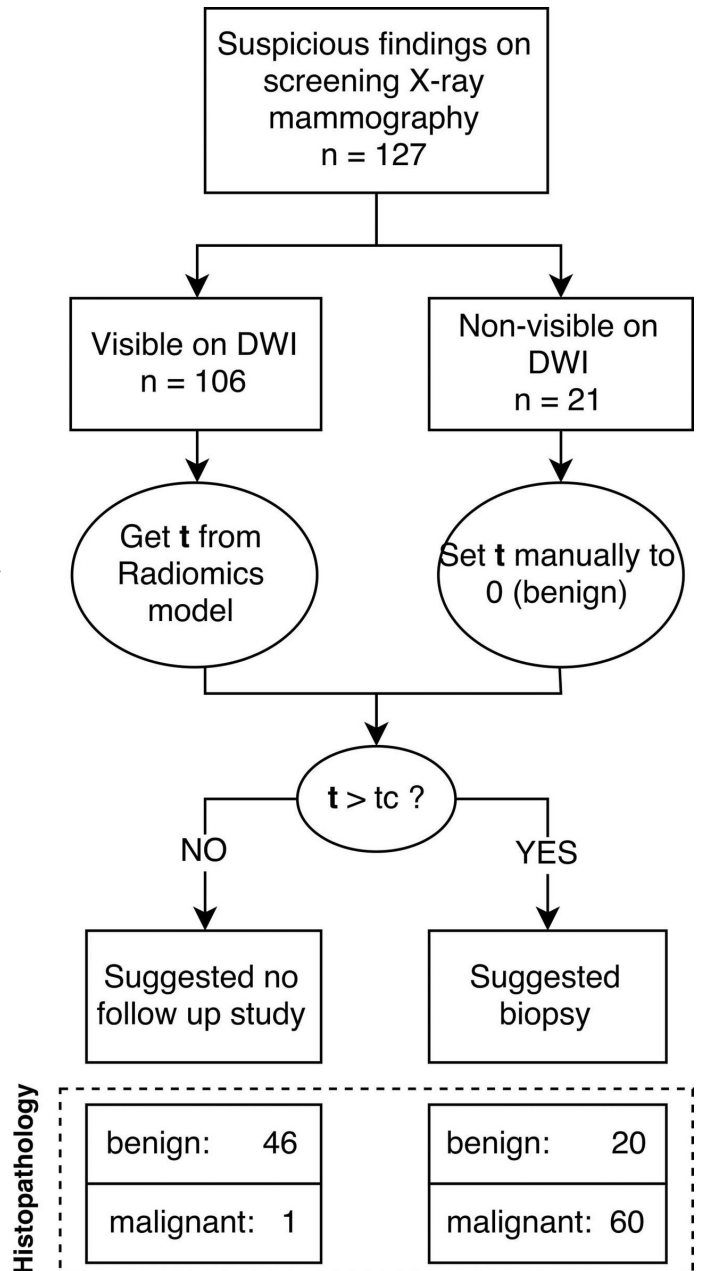 Suspicious findings on
screening X-ray
mammography
n = 127
Visible on DWI
n = 106
Non-visible on
DWI
n = 21
Get t from
Radiomics
model
Set t manually to
0 (benign)
t > tc ?
NO
YES
Suggested no
follow up study
Suggested
biopsy
Histopathology
benign: 46
malignant: 1
benign: 20
malignant: 60